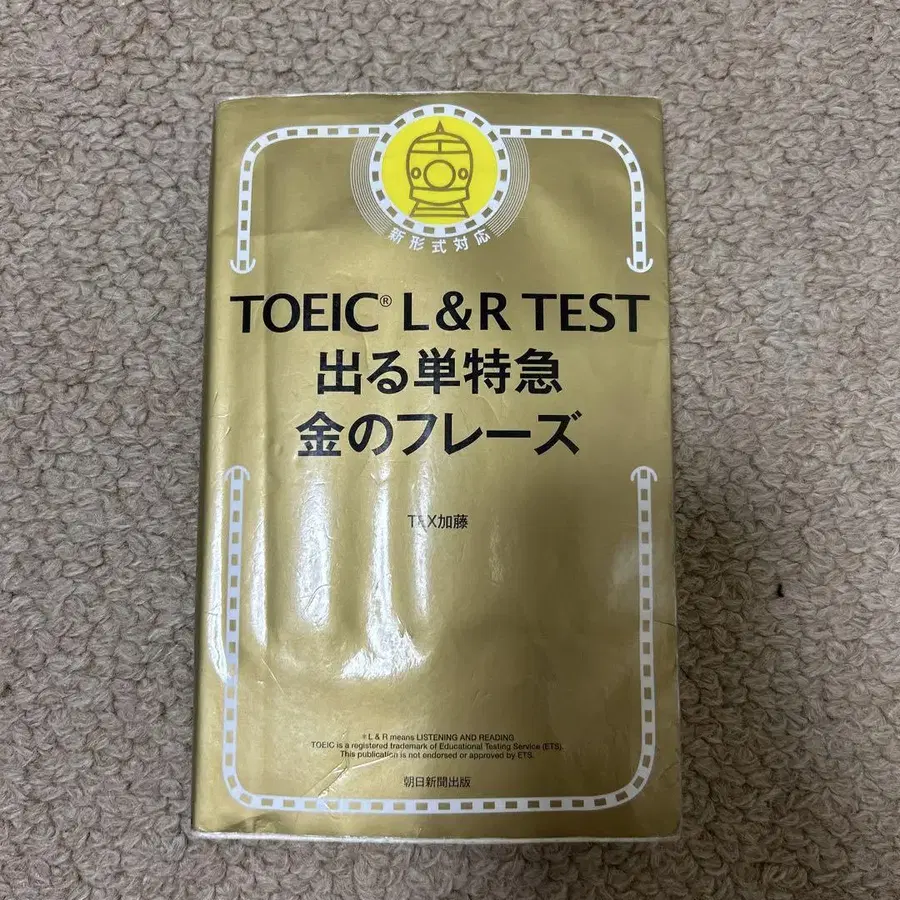 新形式対応
TOEIC® L&R TEST
出る単特急
金のフレーズ
TEX加藤
※L & R means LISTENING AND READING.
TOEIC is a registered trademark of Educational Testing Service (ETS).
This publication is not endorsed or approved by ETS.
朝日新聞出版